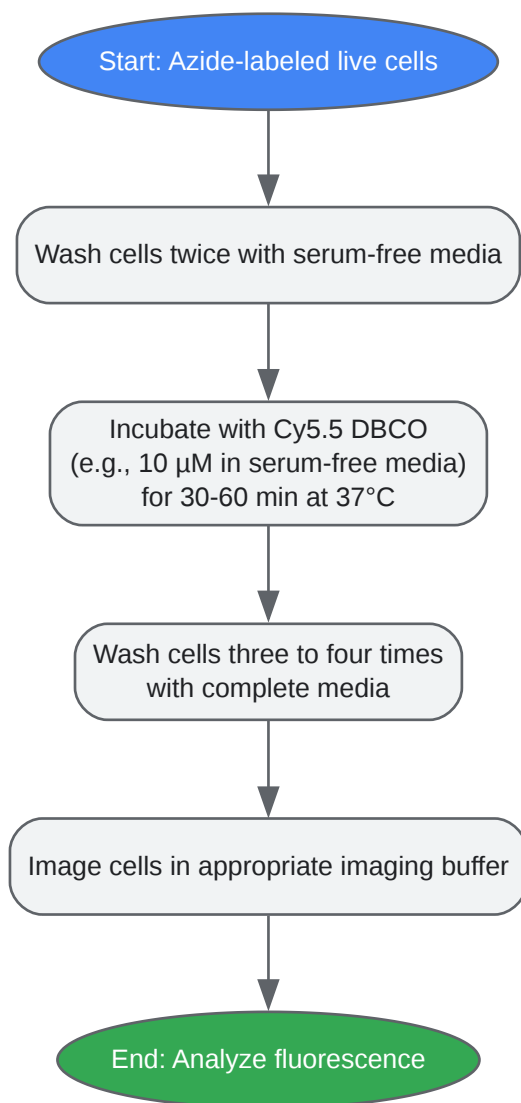 Start: Azide-labeled live cells
Wash cells twice with serum-free media
Incubate with Cy5.5 DBCO
(e.g., 10 µM in serum-free media)
for 30-60 min at 37°C
Wash cells three to four times
with complete media
Image cells in appropriate imaging buffer
End: Analyze fluorescence